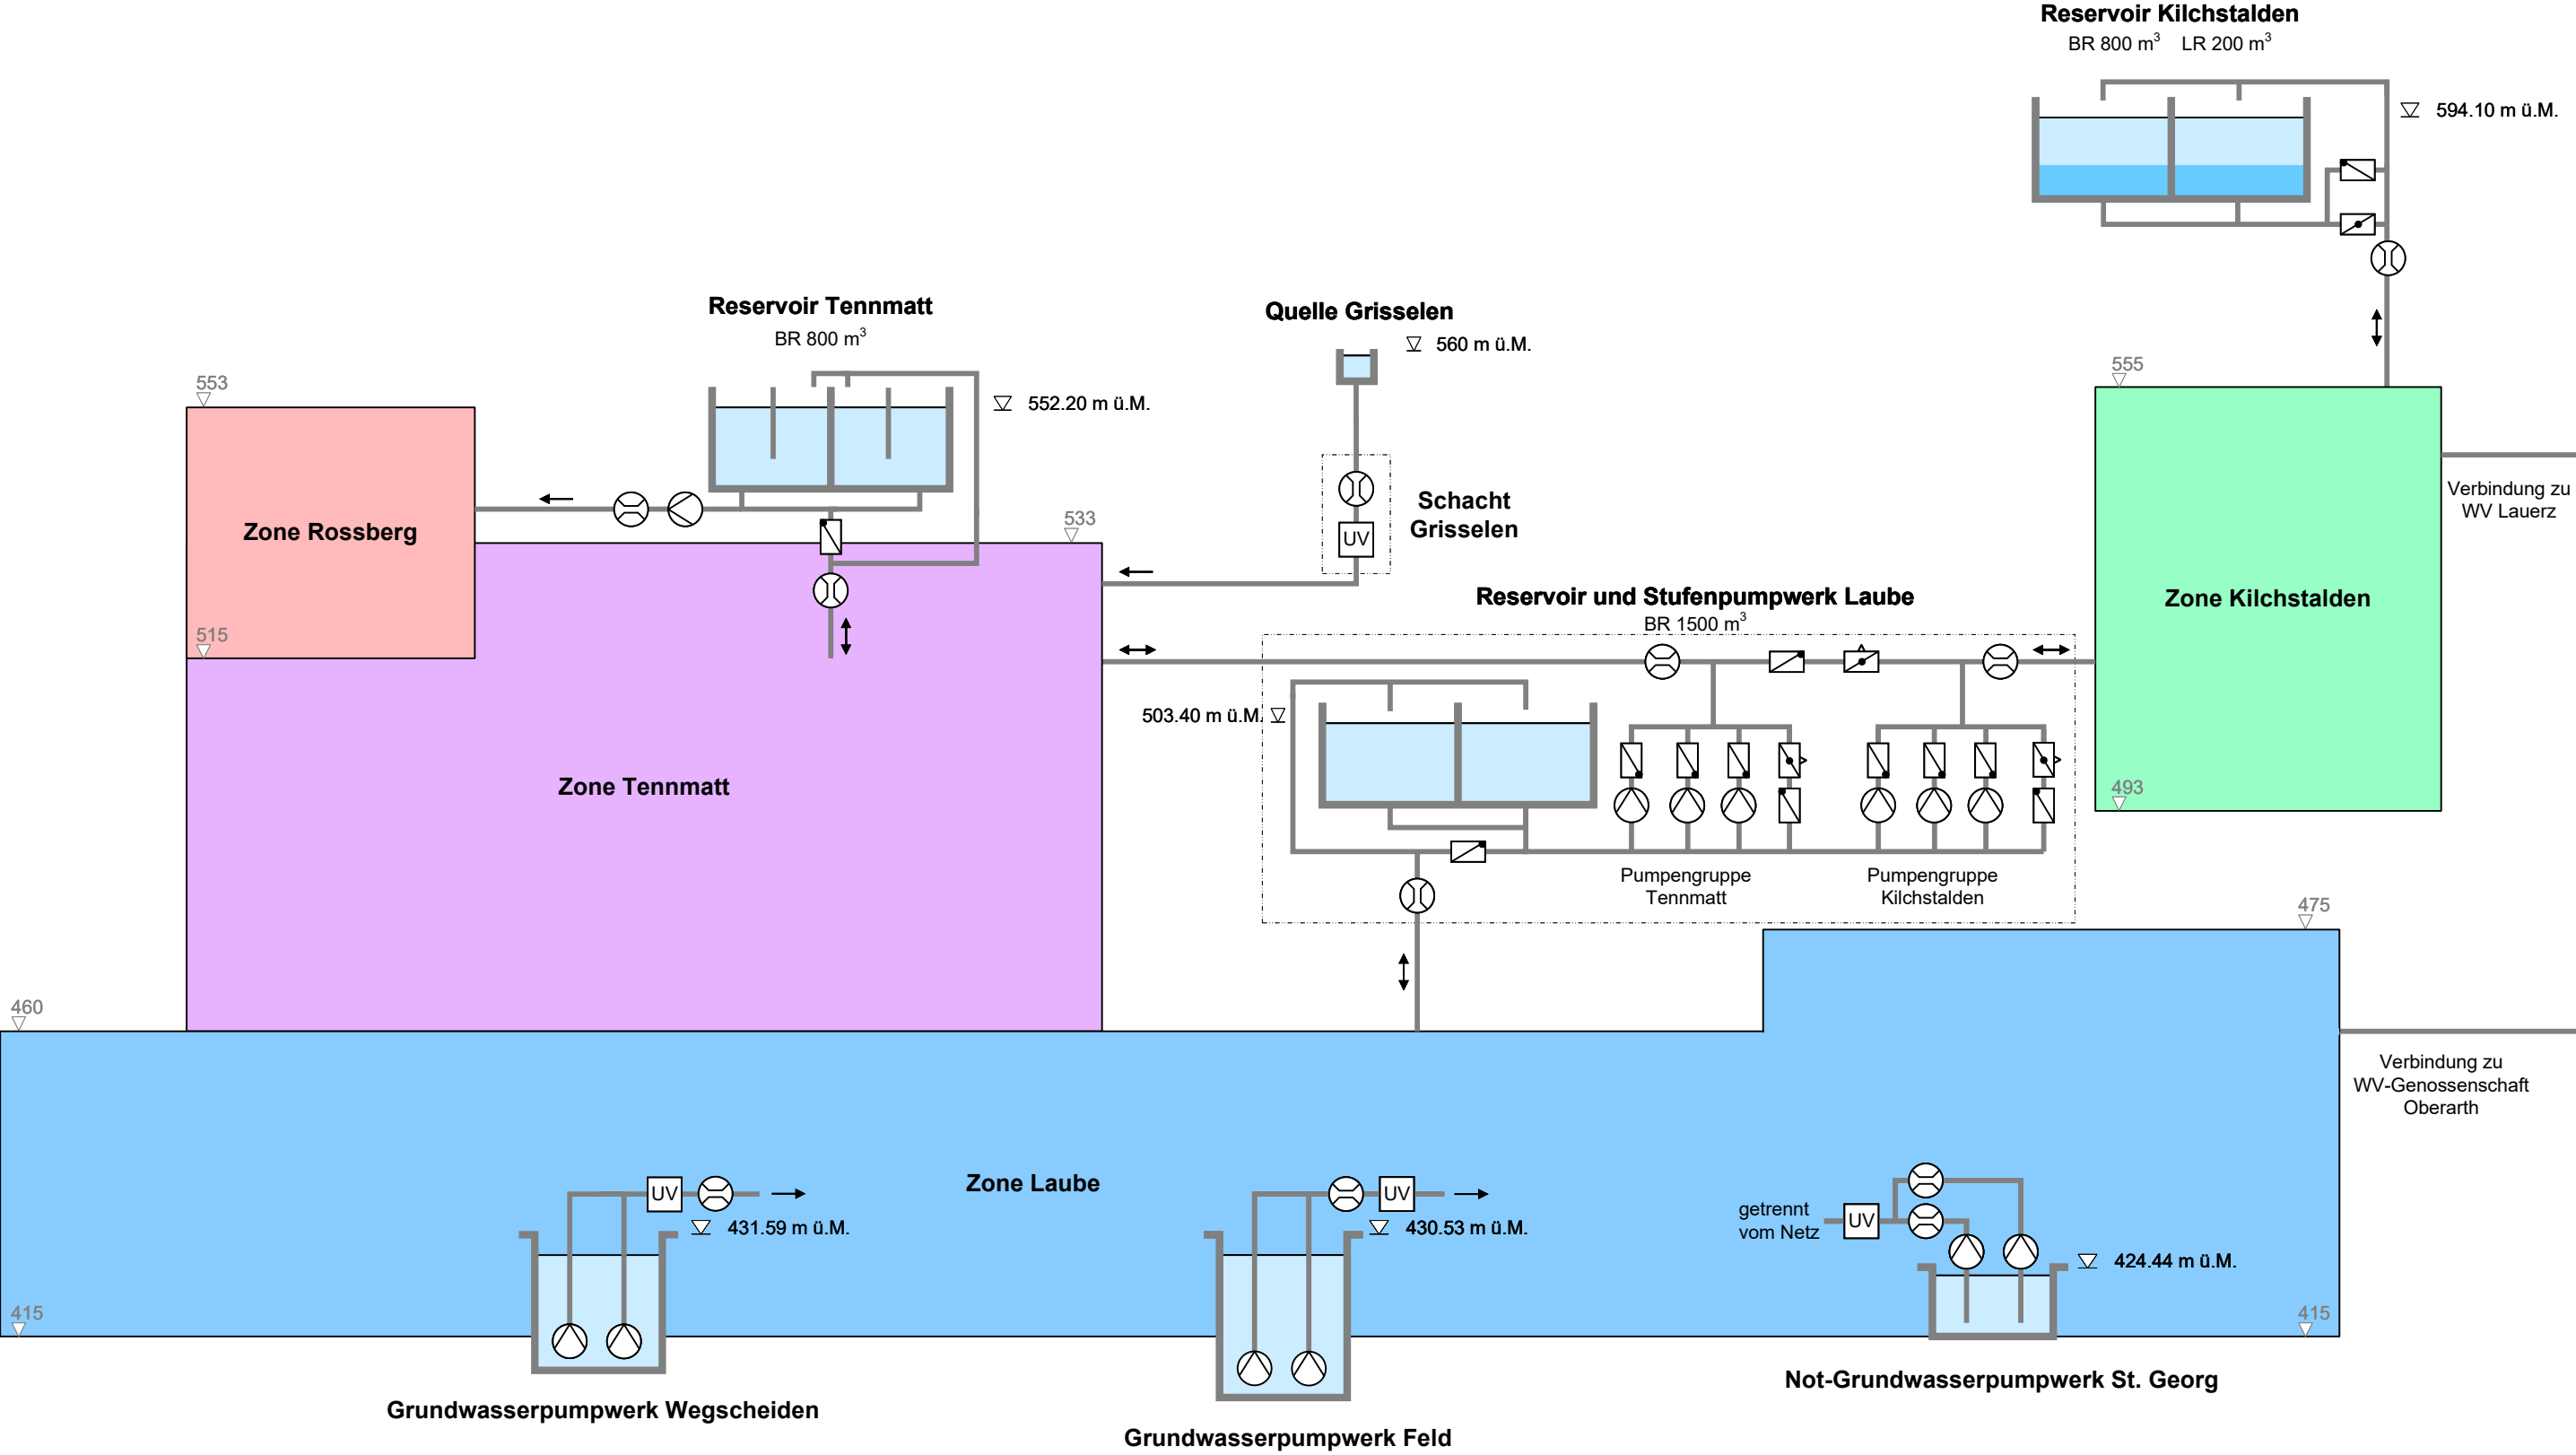 Reservoir Kilchstalden
BR 800 m³ LR 200 m³
594.10 m ü.M.
Reservoir Tennmatt
BR 800 m³
552.20 m ü.M.
Quelle Grisselen
560 m ü.M.
553
555
Verbindung zu
WV Lauerz
Schacht
Grisselen
UV
533
Zone Rossberg
515
Reservoir und Stufenpumpwerk Laube
BR 1500 m³
Zone Kilchstalden
503.40 m ü.M.
Zone Tennmatt
493
Pumpengruppe
Tennmatt
Pumpengruppe
Kilchstalden
475
460
Verbindung zu
WV-Genossenschaft
Oberarth
Zone Laube
UV
431.59 m ü.M.
UV
430.53 m ü.M.
getrennt
vom Netz
UV
424.44 m ü.M.
415
415
Not-Grundwasserpumpwerk St. Georg
Grundwasserpumpwerk Wegscheiden
Grundwasserpumpwerk Feld